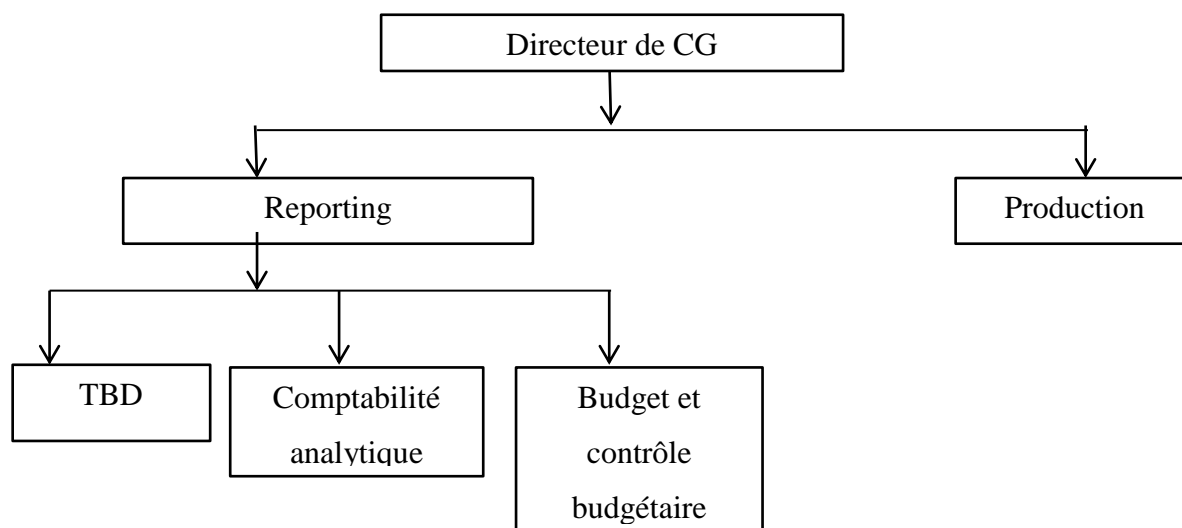 Directeur de CG
Reporting
Production
TBD
Comptabilité
analytique
Budget et
contrôle
budgétaire